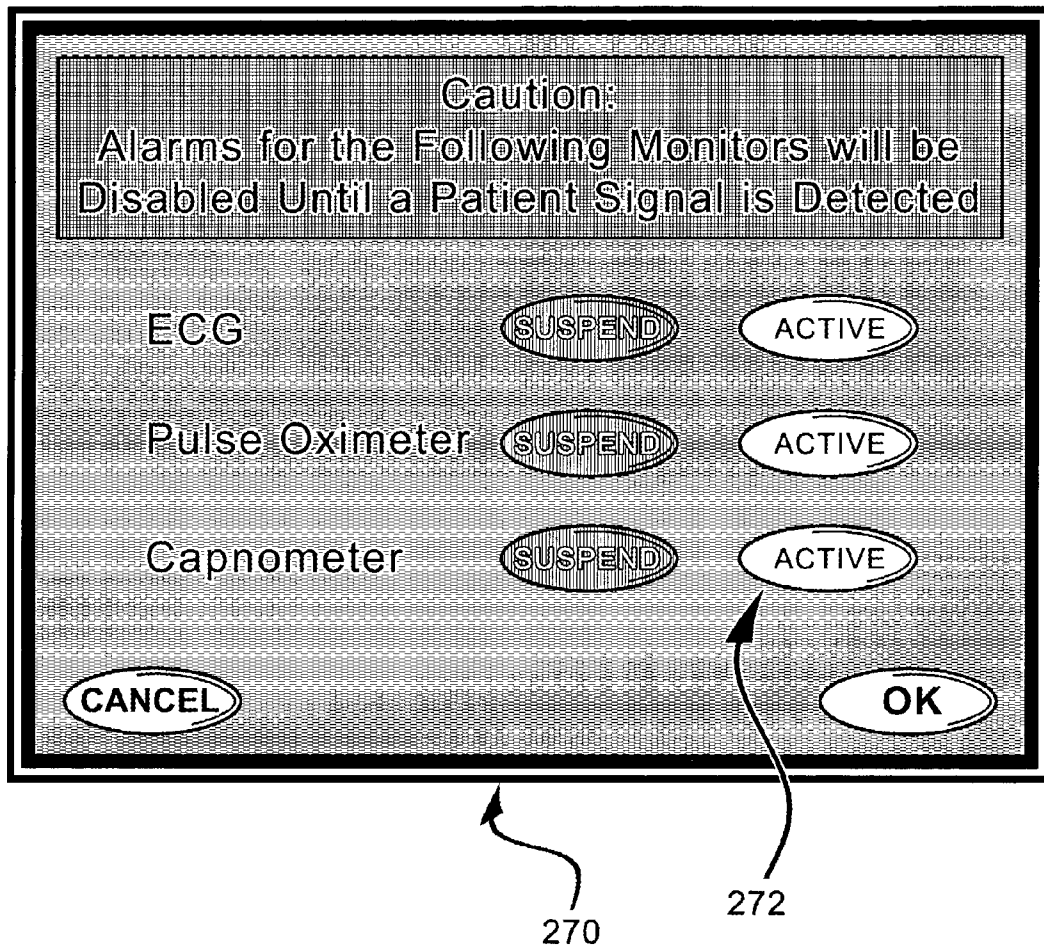 Caution:
Alarms for the Following Monitors will be
Disabled Until a Patient Signal is Detected
ECG SUSPEND ACTIVE
Pulse Oximeter SUSPEND ACTIVE
Capnometer SUSPEND ACTIVE
CANCEL OK
272
270